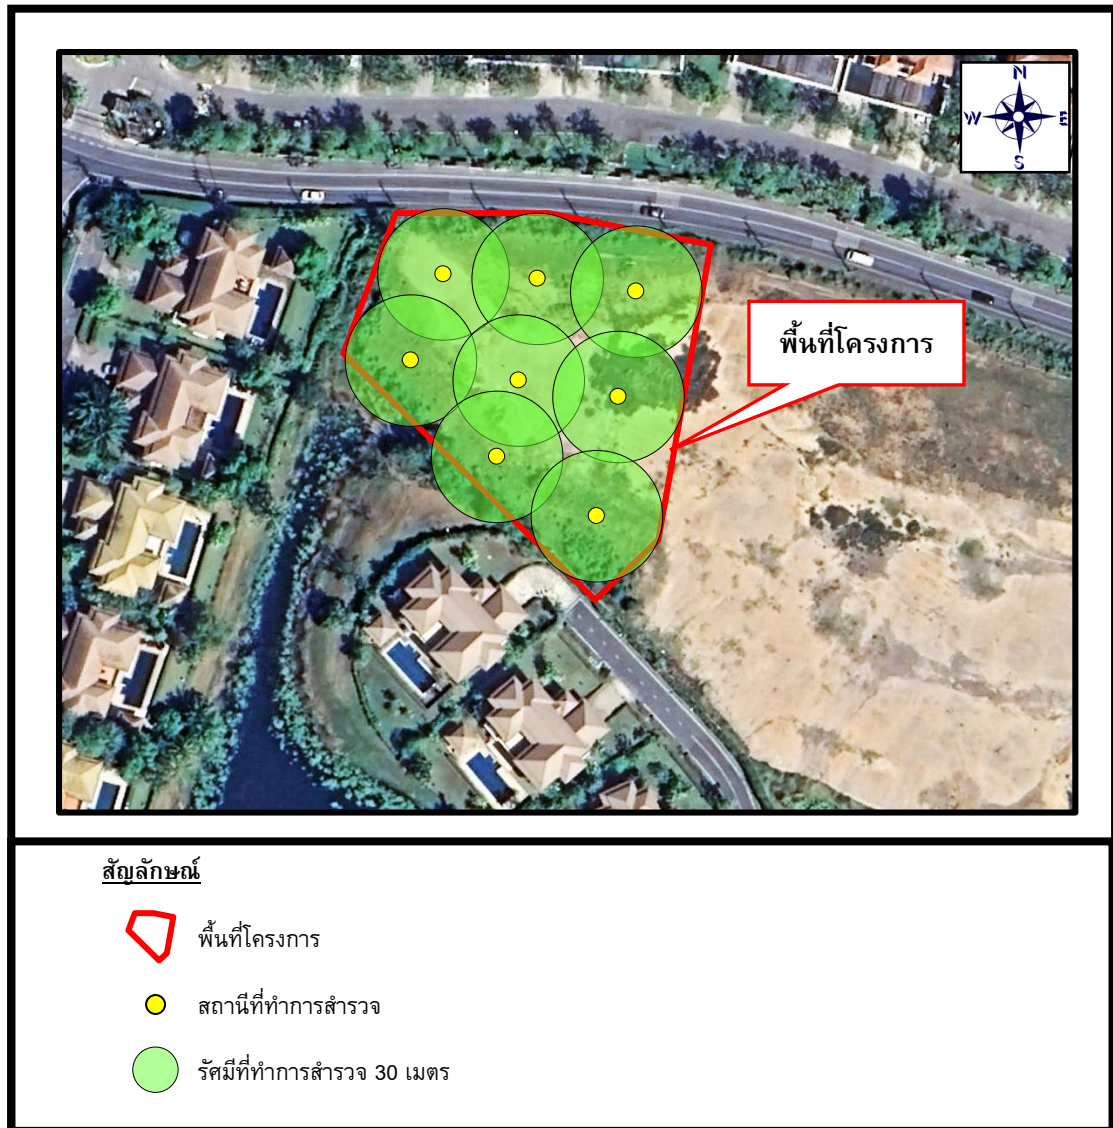 N
W
E
S
พื้นที่โครงการ
สัญลักษณ์
พื้นที่โครงการ
สถานีที่ทำการสำรวจ
รัศมีที่ทำการสำรวจ 30 เมตร